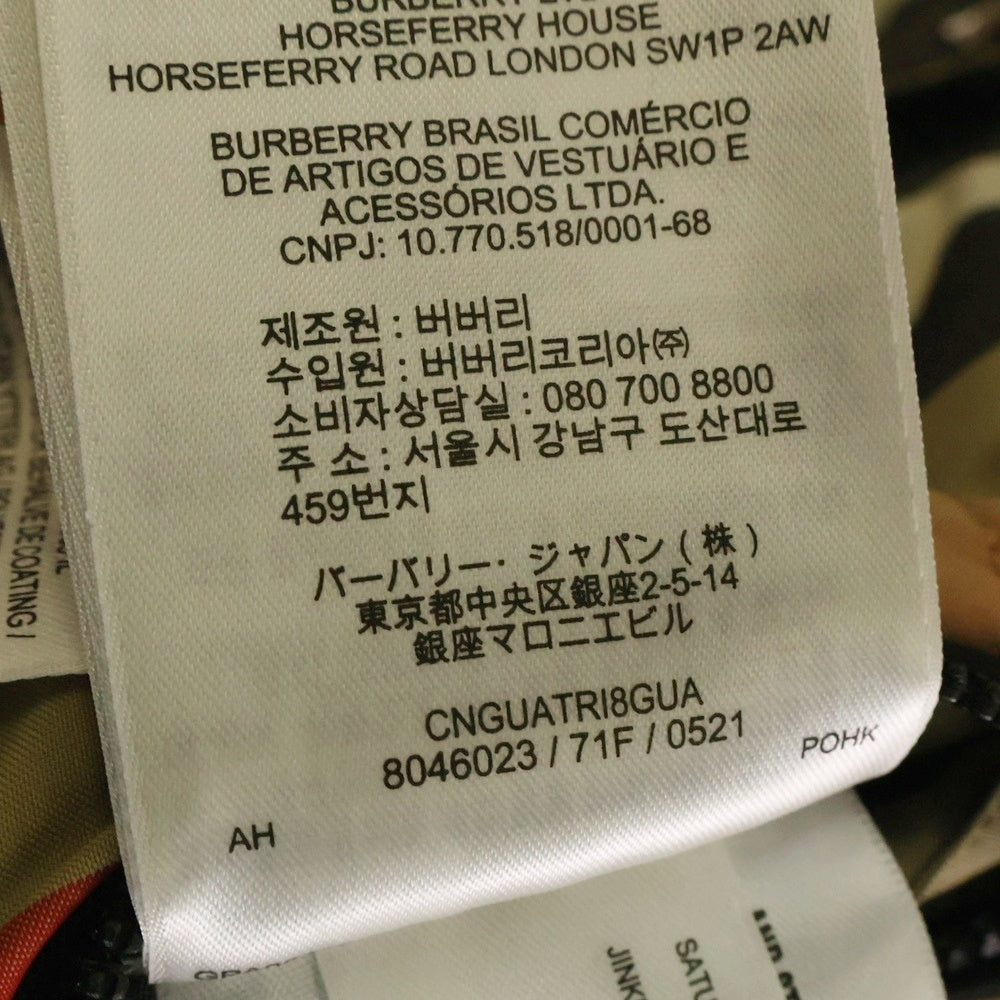 BURBERRY
HORSEFERRY HOUSE
HORSEFERRY ROAD LONDON SW1P 2AW
BURBERRY BRASIL COMÉRCIO
DE ARTIGOS DE VESTUÁRIO E
ACESSÓRIOS LTDA.
CNPJ: 10.770.518/0001-68
제조원 : 버버리
수입원 : 버버리코리아㈜
소비자상담실 : 080 700 8800
주 소 : 서울시 강남구 도산대로
459번지
バーバリー・ジャパン ( 株 )
東京都中央区銀座2-5-14
銀座マロニエビル
CNGUATRI8GUA
8046023 / 71F / 0521
POHK
AH
DE COATING /
SATU
JINK